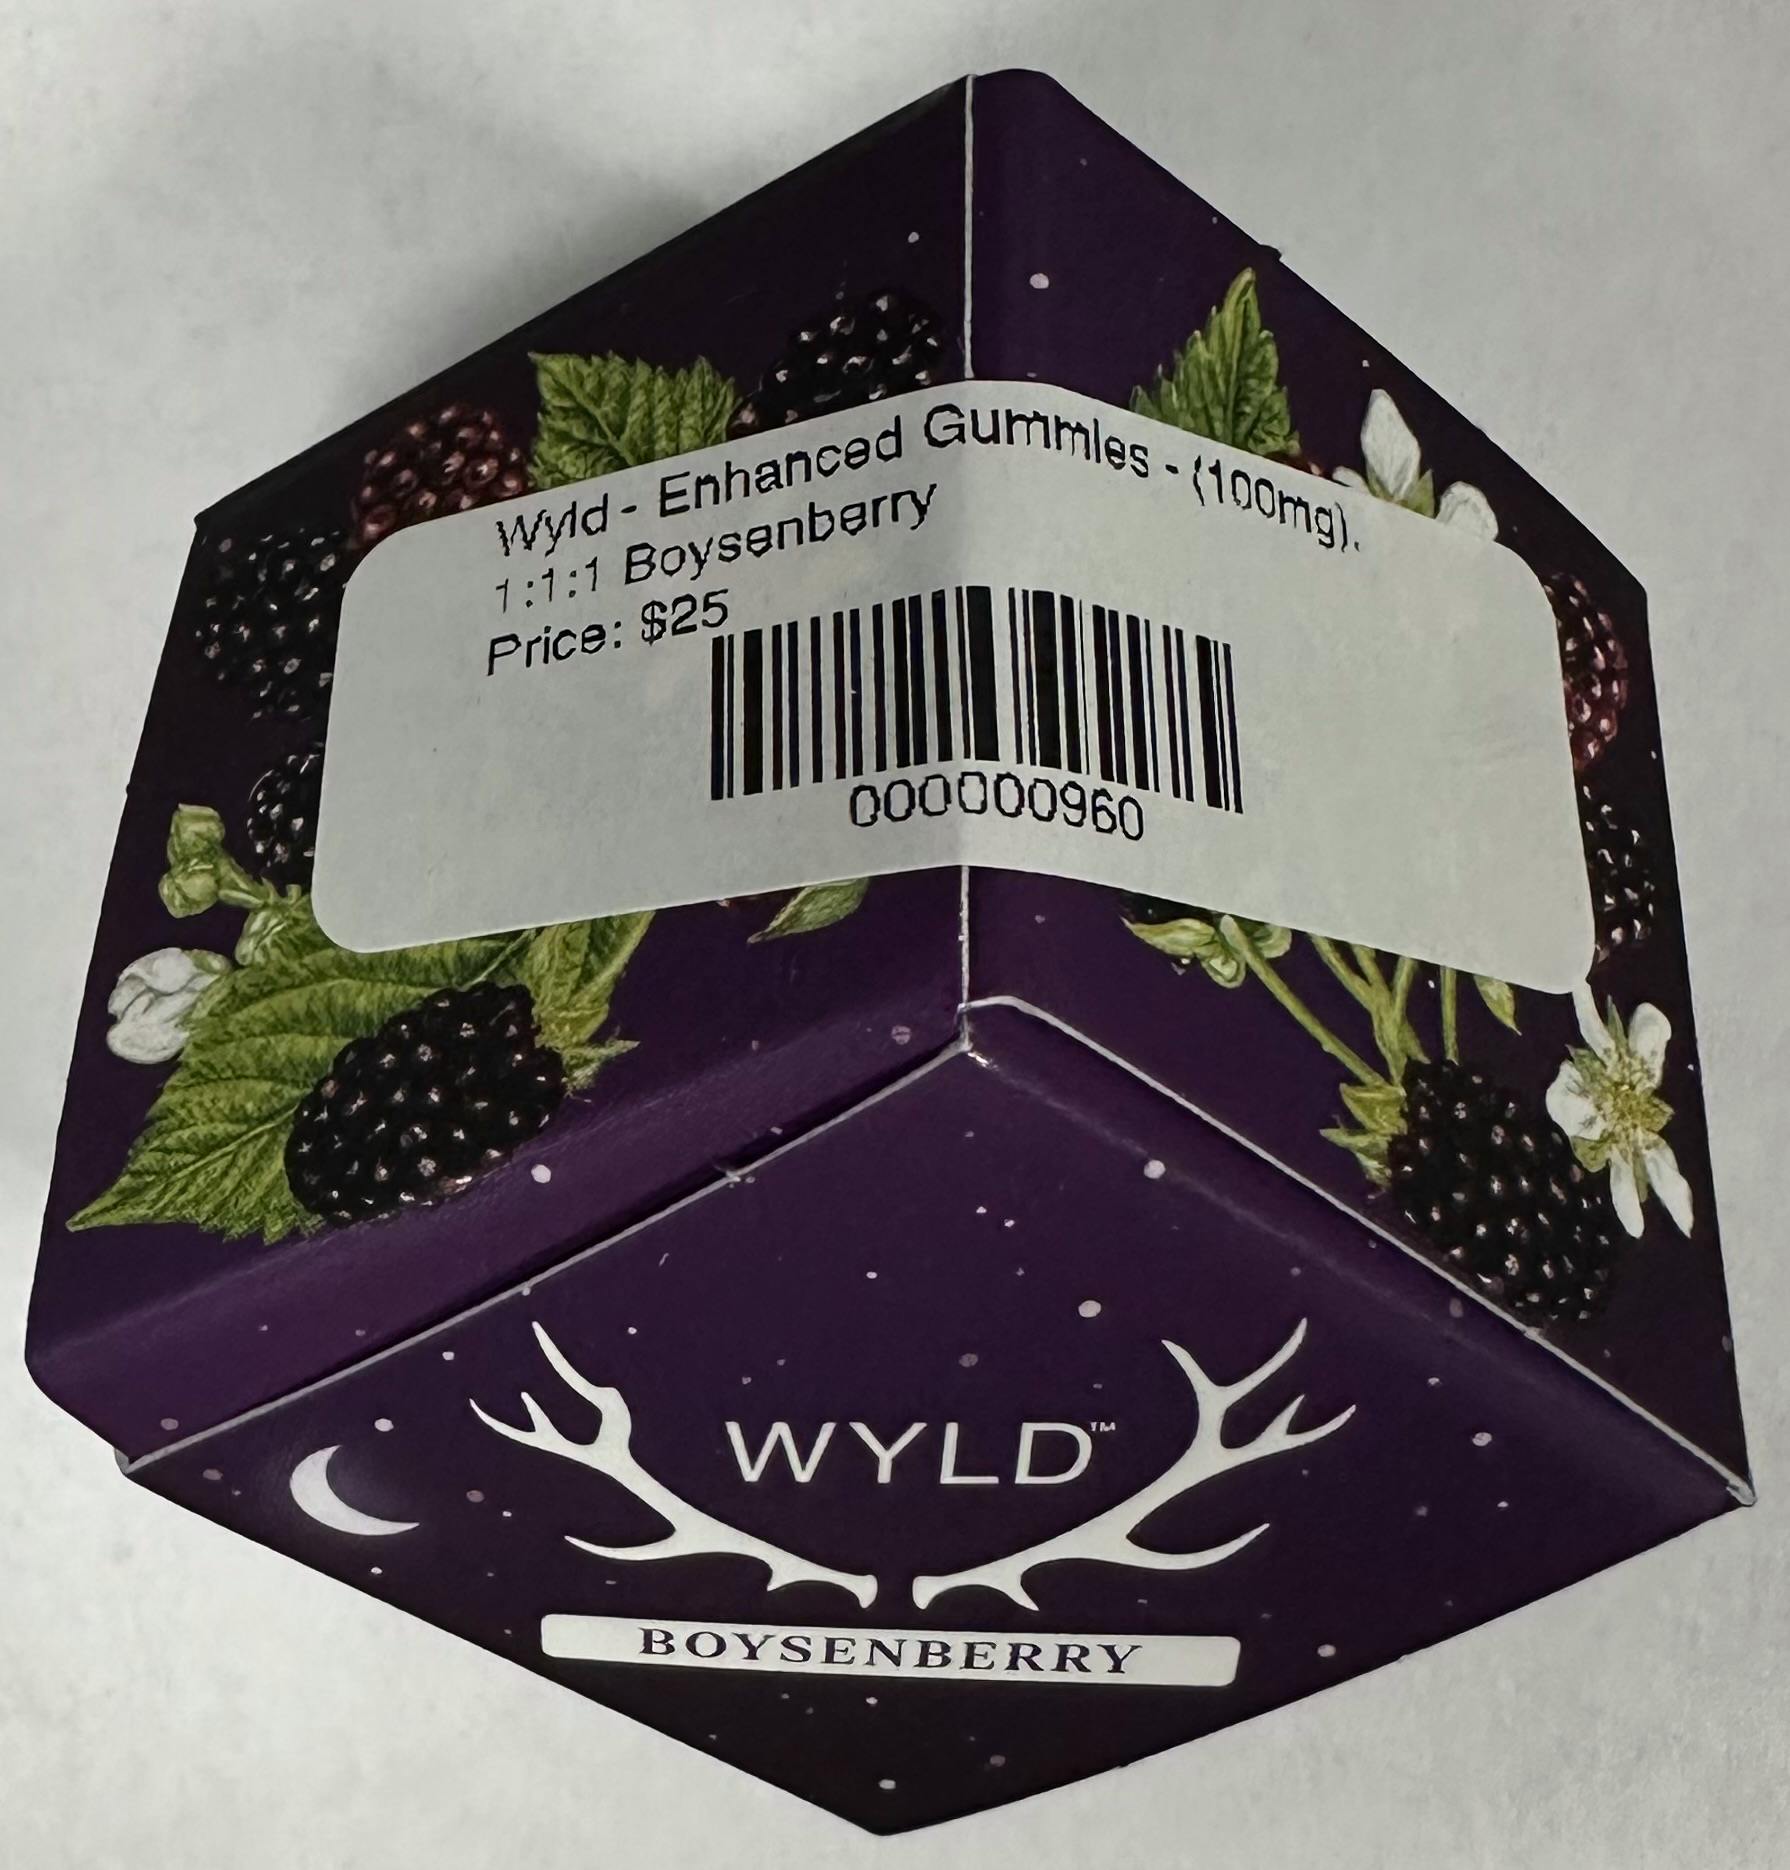 Wyld - Enhanced Gummies - (100mg).
1:1:1 Boysenberry
Price: $25
000000960
WYLD™
BOYSENBERRY